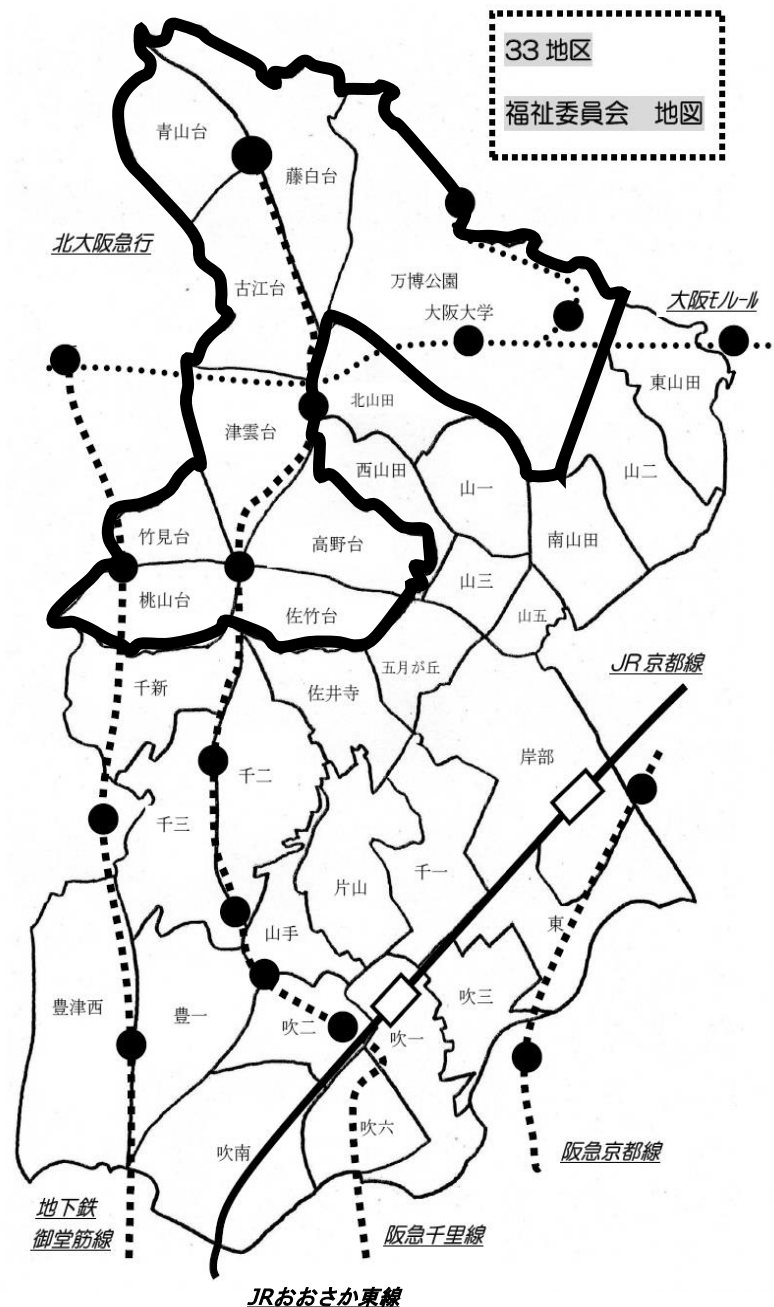 33地区
福祉委員会　地図
青山台
藤白台
北大阪急行
万博公園
古江台
大阪ﾓﾉﾚｰﾙ
大阪大学
東山田
北山田
津雲台
西山田
山二
山一
竹見台
高野台
南山田
山三
桃山台
佐竹台
山五
五月が丘
JR京都線
千新
佐井寺
岸部
千二
千三
千一
片山
東
山手
吹三
豊津西
豊一
吹二
吹一
吹六
吹南
阪急京都線
地下鉄
御堂筋線
阪急千里線
JRおおさか東線